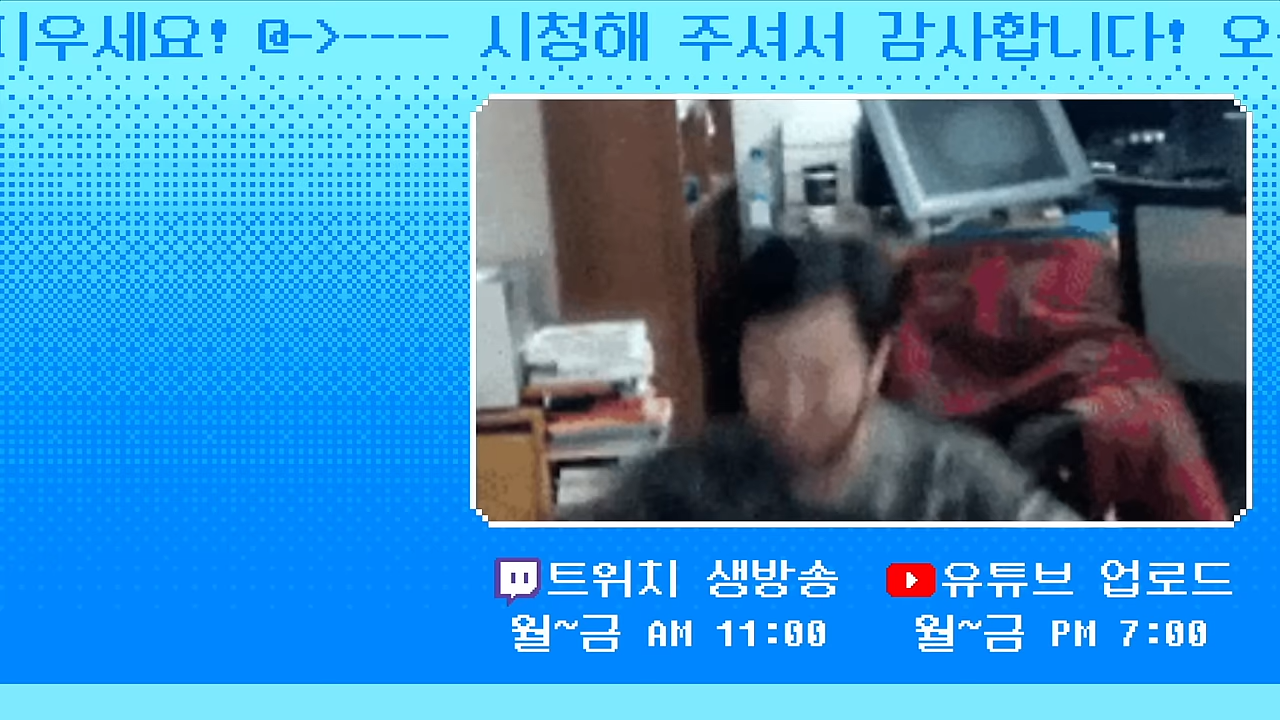 우세요! @->---- 시청해 주셔서 감사합니다! 오
트위치 생방송
월~금 AM 11:00
유튜브 업로드
월~금 PM 7:00